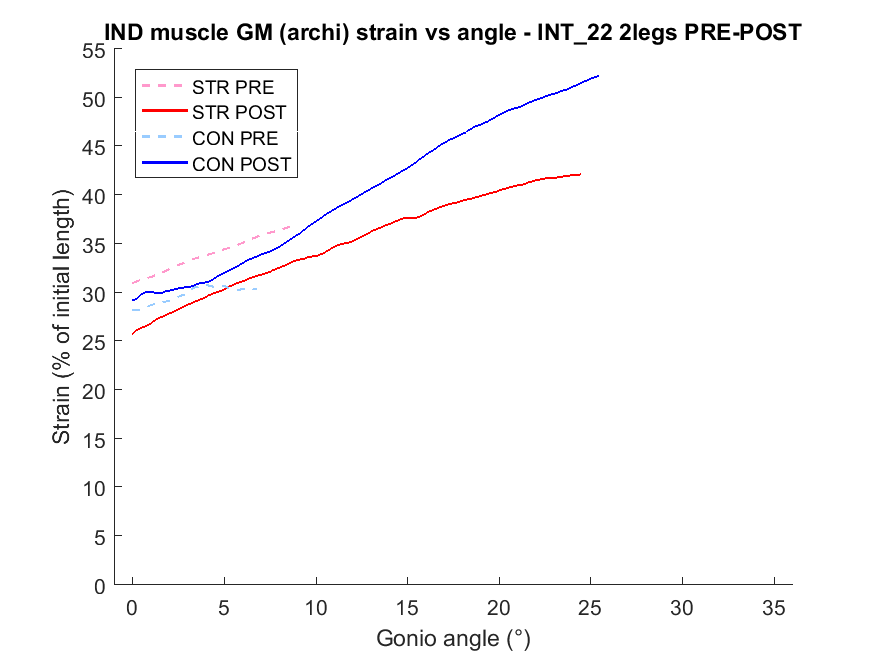 IND muscle GM (archi) strain vs angle - INT_22 2legs PRE-POST
STR PRE
STR POST
CON PRE
CON POST
Strain (% of initial length)
55
50
45
40
35
30
25
20
15
10
5
0
0 5 10 15 20 25 30 35
Gonio angle (°)